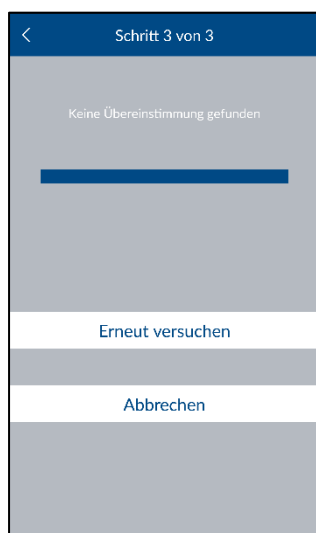 Schritt 3 von 3
Keine Übereinstimmung gefunden
Erneut versuchen
Abbrechen